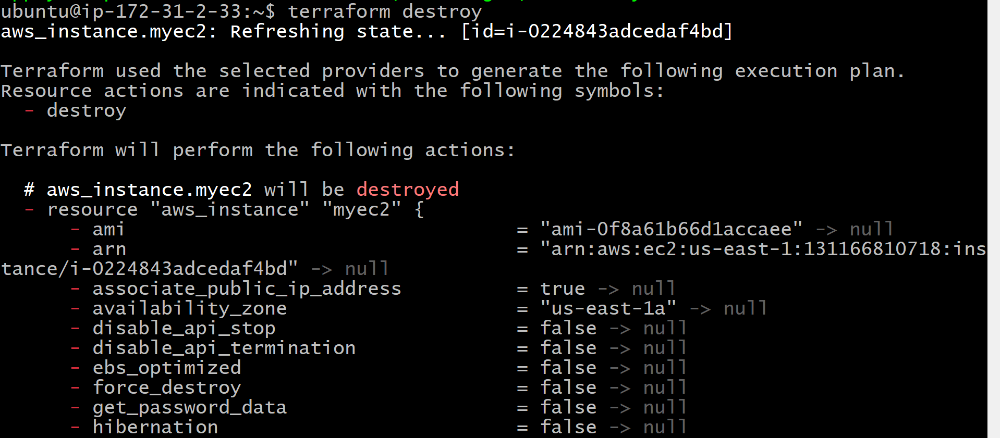 ubuntu@ip-172-31-2-33:~$ terraform destroy
aws_instance.myec2: Refreshing state... [id=i-0224843adcedaf4bd]
Terraform used the selected providers to generate the following execution plan.
Resource actions are indicated with the following symbols:
  - destroy
Terraform will perform the following actions:
  # aws_instance.myec2 will be destroyed
  - resource "aws_instance" "myec2" {
      - ami                                  = "ami-0f8a61b66d1accaee" -> null
      - arn                                  = "arn:aws:ec2:us-east-1:131166810718:ins
tance/i-0224843adcedaf4bd" -> null
      - associate_public_ip_address          = true -> null
      - availability_zone                    = "us-east-1a" -> null
      - disable_api_stop                     = false -> null
      - disable_api_termination              = false -> null
      - ebs_optimized                        = false -> null
      - force_destroy                        = false -> null
      - get_password_data                    = false -> null
      - hibernation                          = false -> null